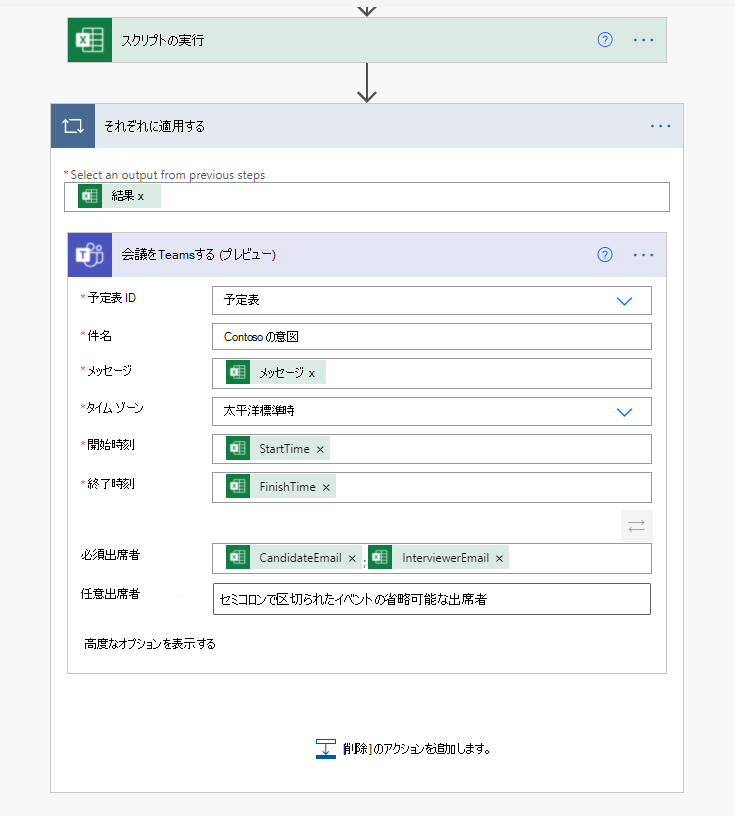 スクリプトの実行
それぞれに適用する
*Select an output from previous steps
結果 x
会議をTeamsする (プレビュー)
*予定表 ID 予定表
*件名 Contoso の意図
*メッセージ メッセージ x
*タイム ゾーン 太平洋標準時
*開始時刻 StartTime ×
*終了時刻 FinishTime ×
必須出席者 CandidateEmail × ; InterviewerEmail ×
任意出席者 セミコロンで区切られたイベントの省略可能な出席者
高度なオプションを表示する
[削除]のアクションを追加します。